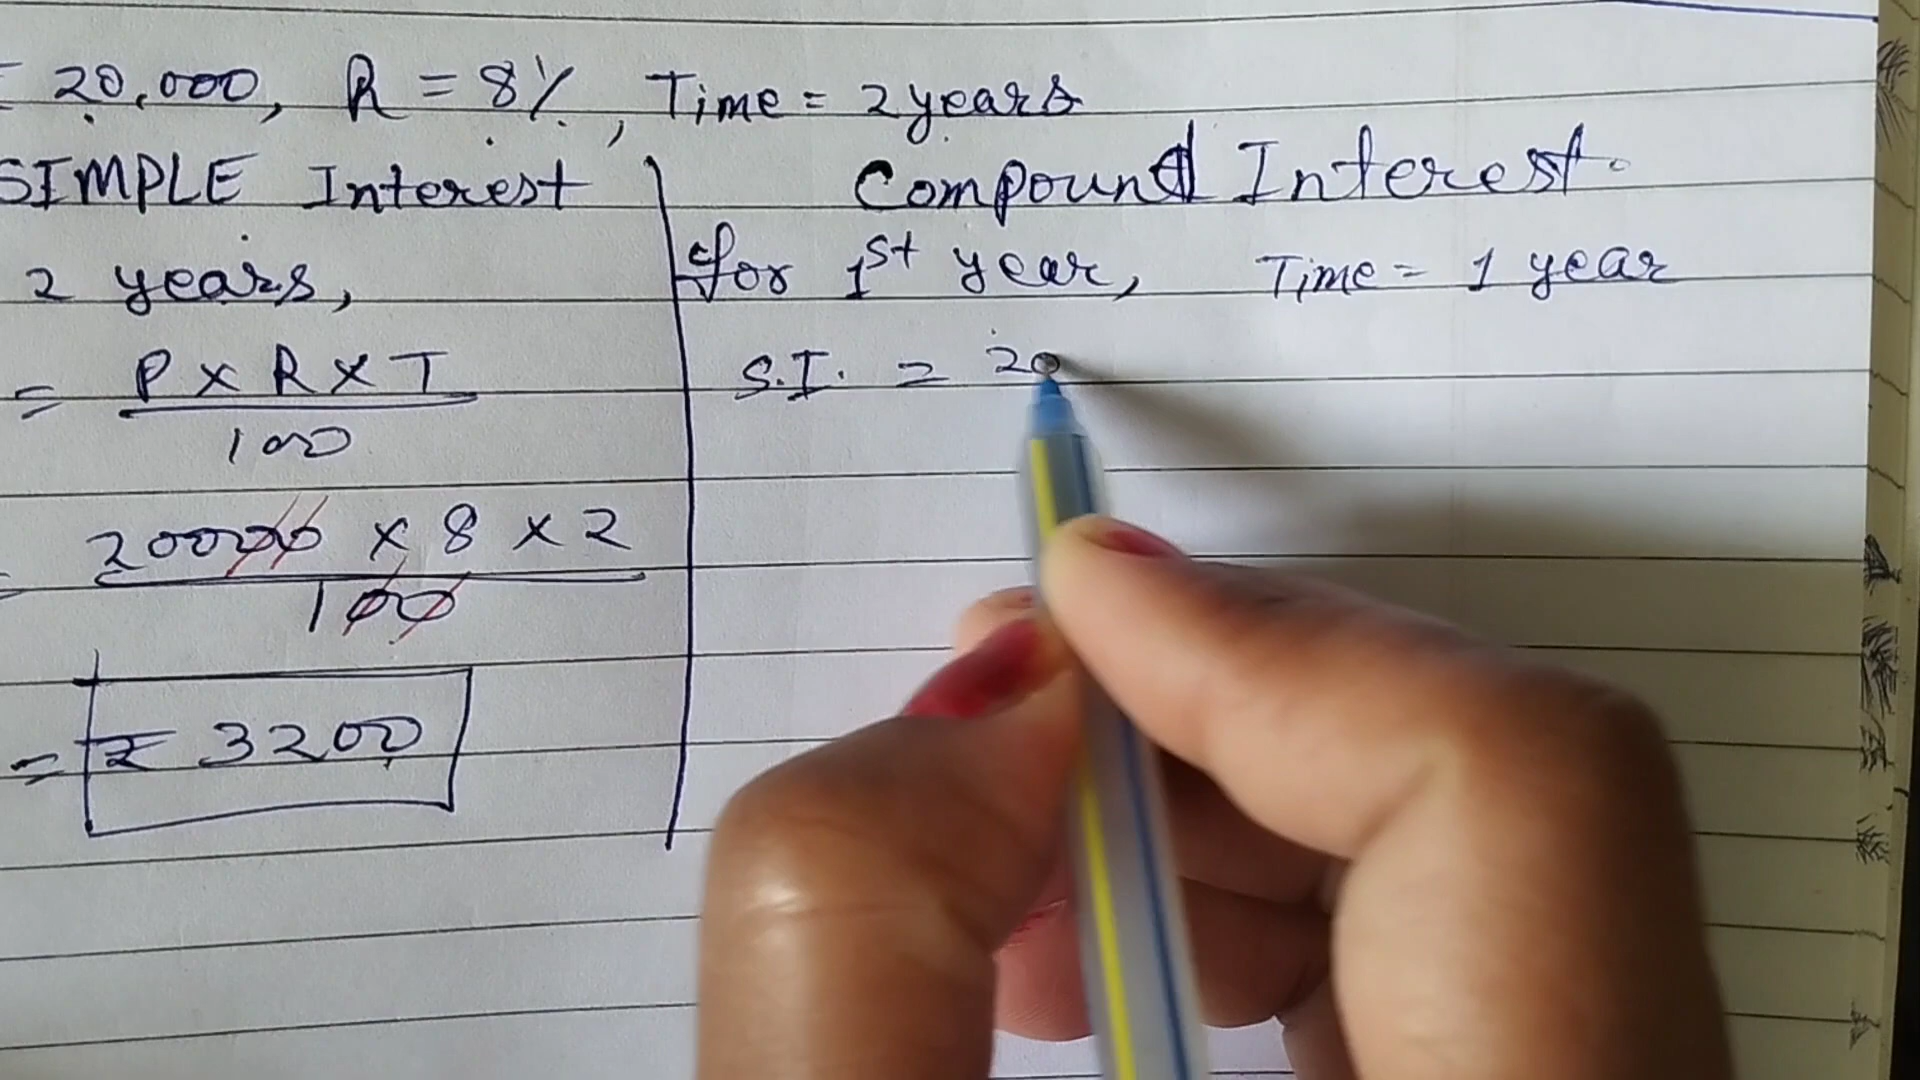 ₹ 20,000, R = 8%, Time = 2 years
SIMPLE Interest
2 years,
= P x R x T
100
= 20000 x 8 x 2
100
= ₹ 3200
Compound Interest.
for 1st year, Time = 1 year
S.I. = 20